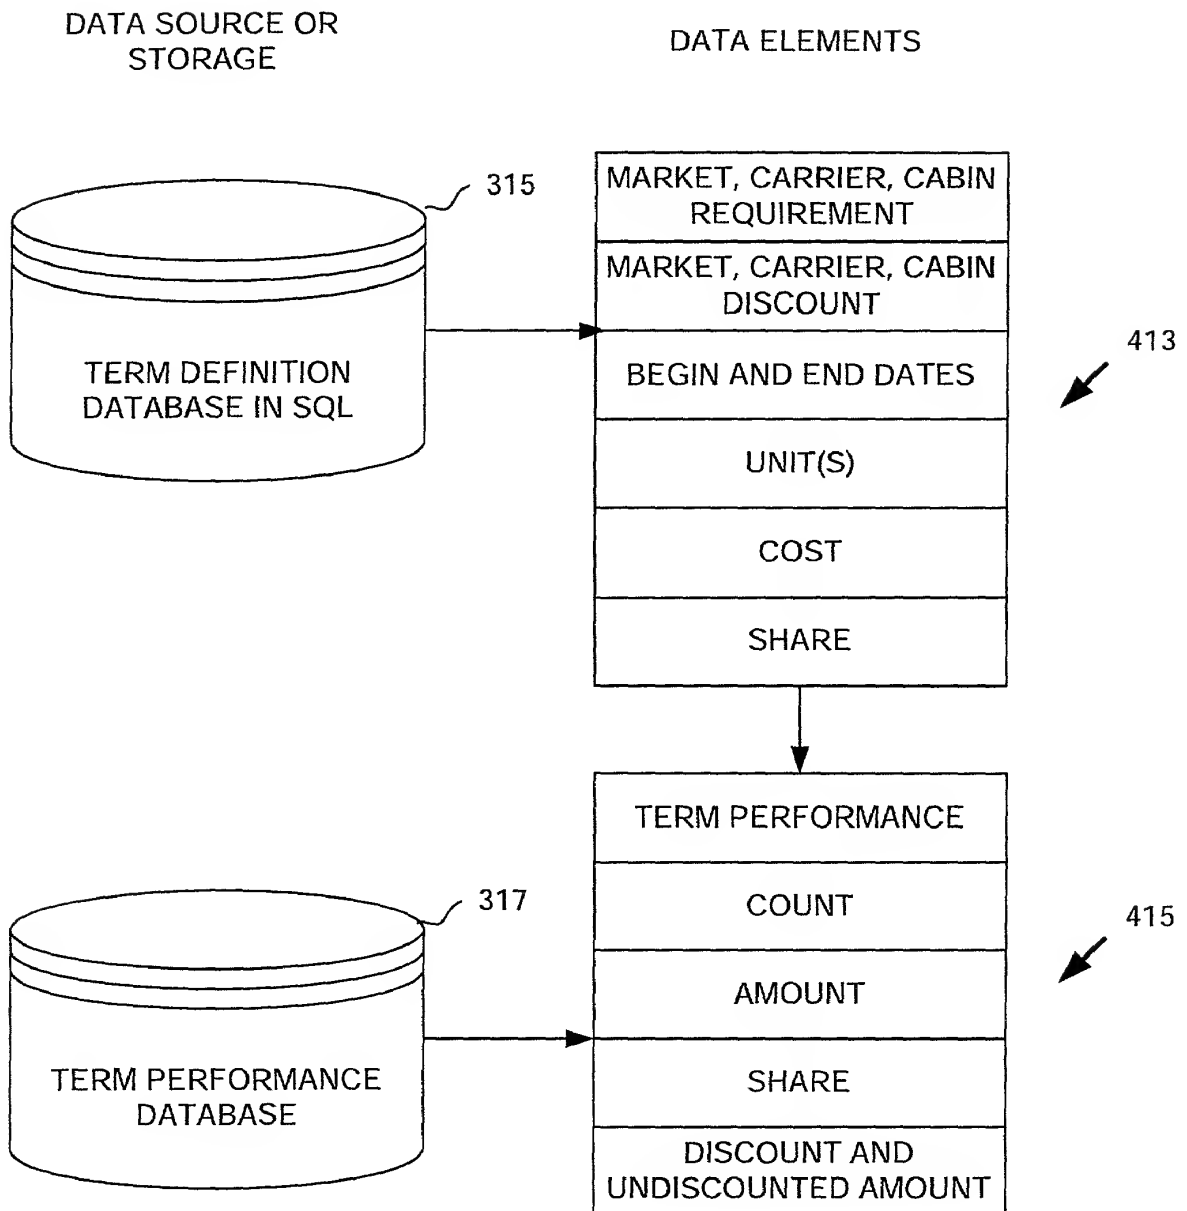 DATA SOURCE OR
STORAGE
DATA ELEMENTS
315
TERM DEFINITION
DATABASE IN SQL
MARKET, CARRIER, CABIN
REQUIREMENT
MARKET, CARRIER, CABIN
DISCOUNT
BEGIN AND END DATES
UNIT(S)
COST
SHARE
413
317
TERM PERFORMANCE
DATABASE
TERM PERFORMANCE
COUNT
AMOUNT
SHARE
DISCOUNT AND
UNDISCOUNTED AMOUNT
415